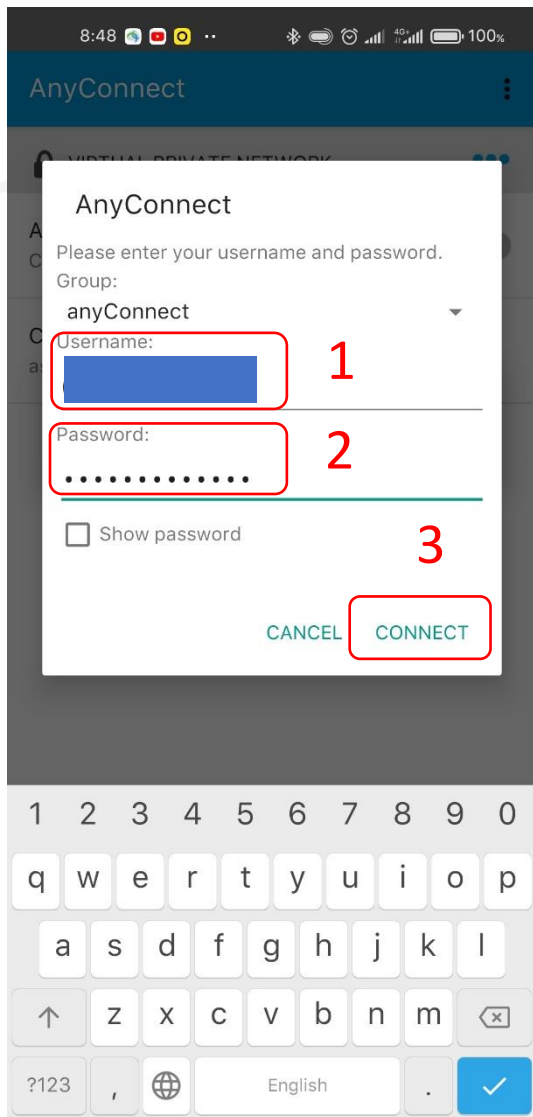 8:48 100%
4G+
AnyConnect
VIRTUAL PRIVATE NETWORK
AnyConnect
Please enter your username and password.
Group:
anyConnect
Username:
1
Password:
2
•••••••••••••
Show password
3
CANCEL CONNECT
1 2 3 4 5 6 7 8 9 0
q w e r t y u i o p
a s d f g h j k l
z x c v b n m
?123 , English .